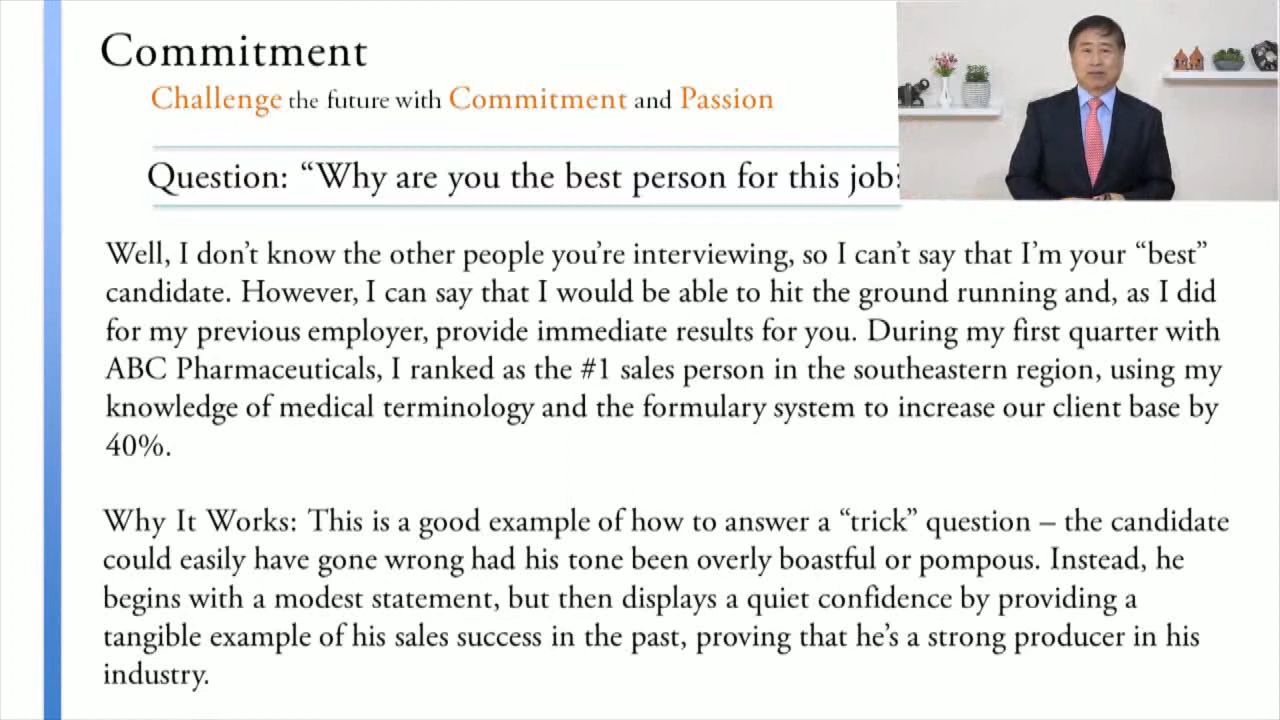 Commitment
Challenge the future with Commitment and Passion
Question: “Why are you the best person for this job
Well, I don’t know the other people you’re interviewing, so I can’t say that I’m your “best”
candidate. However, I can say that I would be able to hit the ground running and, as I did
for my previous employer, provide immediate results for you. During my first quarter with
ABC Pharmaceuticals, I ranked as the #1 sales person in the southeastern region, using my
knowledge of medical terminology and the formulary system to increase our client base by
40%.
Why It Works: This is a good example of how to answer a “trick” question – the candidate
could easily have gone wrong had his tone been overly boastful or pompous. Instead, he
begins with a modest statement, but then displays a quiet confidence by providing a
tangible example of his sales success in the past, proving that he’s a strong producer in his
industry.